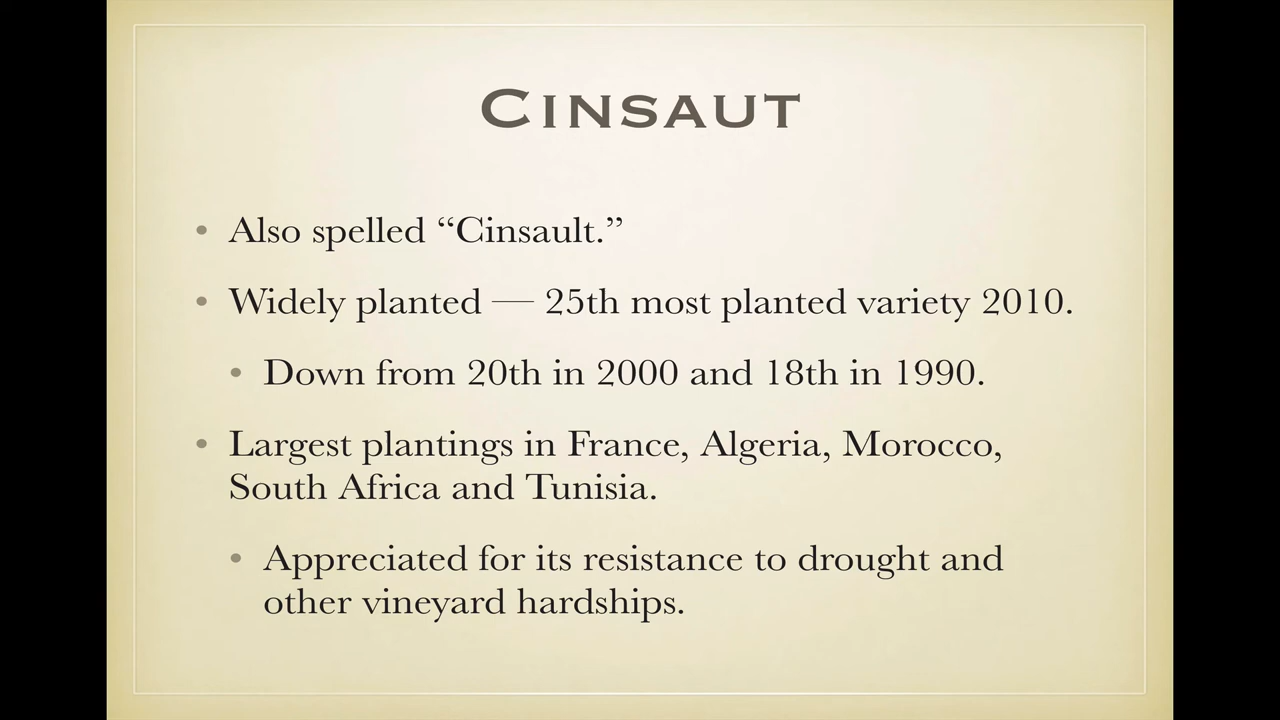 CINSAUT
• Also spelled “Cinsault.”
• Widely planted — 25th most planted variety 2010.
• Down from 20th in 2000 and 18th in 1990.
• Largest plantings in France, Algeria, Morocco,
South Africa and Tunisia.
• Appreciated for its resistance to drought and
other vineyard hardships.